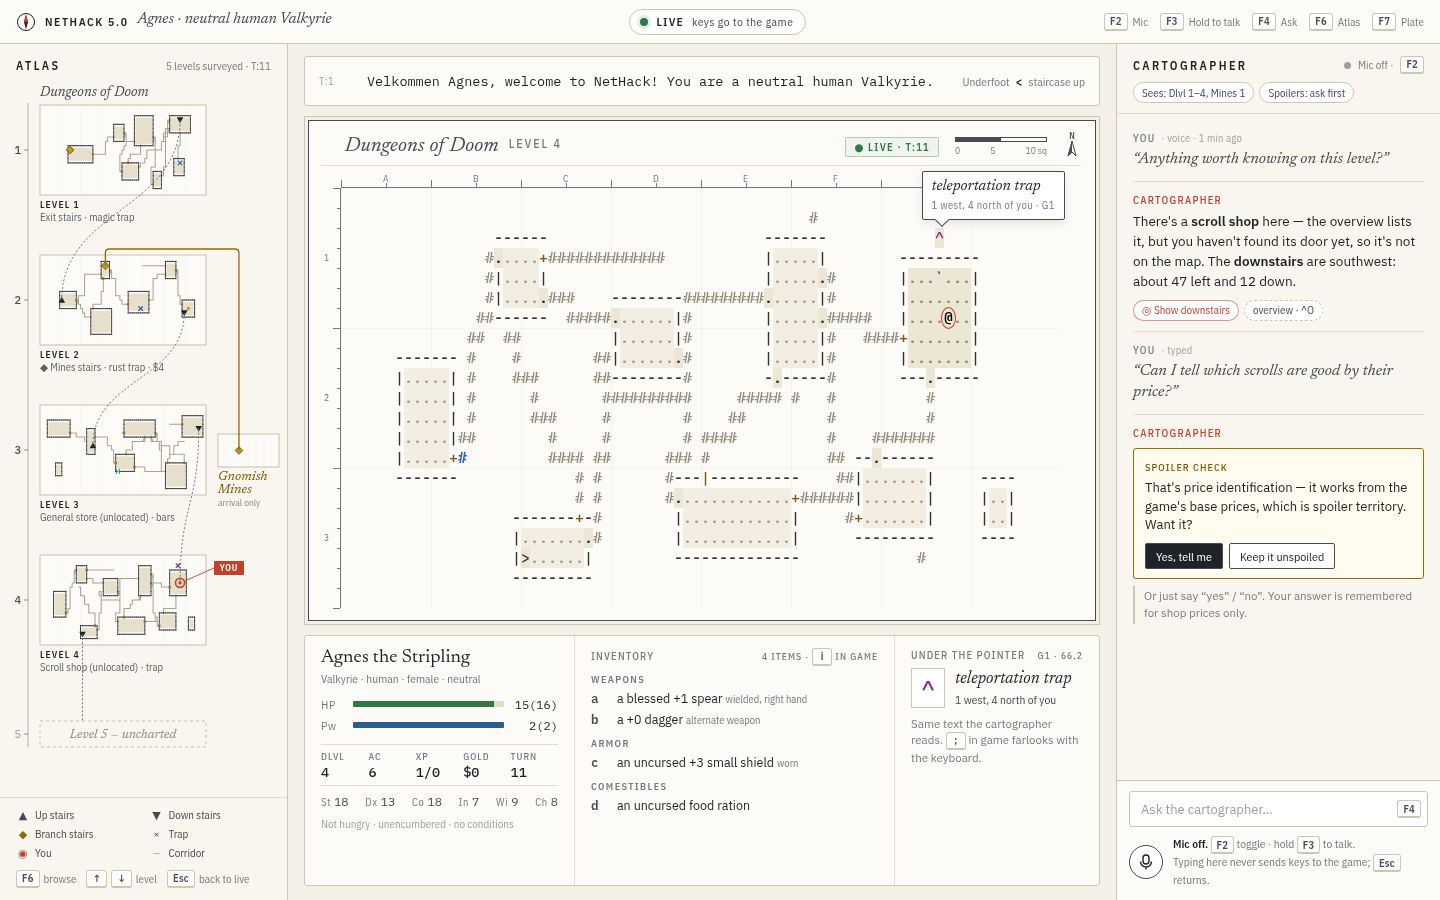 NETHACK 5.0 Agnes · neutral human Valkyrie
LIVE keys go to the game
F2 Mic F3 Hold to talk F4 Ask F6 Atlas F7 Plate
ATLAS 5 levels surveyed · T:11
Dungeons of Doom
1
LEVEL 1
Exit stairs · magic trap
2
LEVEL 2
◆ Mines stairs · rust trap · $4
3
LEVEL 3
General store (unlocated) · bars
Gnomish
Mines
arrival only
4
YOU
LEVEL 4
Scroll shop (unlocated) · trap
5 Level 5 – uncharted
▲ Up stairs ▼ Down stairs
◆ Branch stairs × Trap
◉ You ┄ Corridor
F6 browse ↑ ↓ level Esc back to live
T:1 Velkommen Agnes, welcome to NetHack! You are a neutral human Valkyrie. Underfoot < staircase up
Dungeons of Doom LEVEL 4
LIVE · T:11
0 5 10 sq
N
A B C D E F
teleportation trap
1 west, 4 north of you · G1
1
2
3
^
@
>
Agnes the Stripling
Valkyrie · human · female · neutral
HP 15(16)
Pw 2(2)
DLVL AC XP GOLD TURN
4 6 1/0 $0 11
St 18 Dx 13 Co 18 In 7 Wi 9 Ch 8
Not hungry · unencumbered · no conditions
INVENTORY 4 ITEMS · i IN GAME
WEAPONS
a a blessed +1 spear wielded, right hand
b a +0 dagger alternate weapon
ARMOR
c an uncursed +3 small shield worn
COMESTIBLES
d an uncursed food ration
UNDER THE POINTER G1 · 66,2
^ teleportation trap
1 west, 4 north of you
Same text the cartographer
reads. ; in game farlooks with
the keyboard.
CARTOGRAPHER Mic off · F2
Sees: Dlvl 1–4, Mines 1 Spoilers: ask first
YOU · voice · 1 min ago
“Anything worth knowing on this level?”
CARTOGRAPHER
There's a scroll shop here — the overview lists
it, but you haven't found its door yet, so it's not
on the map. The downstairs are southwest:
about 47 left and 12 down.
◎ Show downstairs overview · ^O
YOU · typed
“Can I tell which scrolls are good by their
price?”
CARTOGRAPHER
SPOILER CHECK
That's price identification — it works from the
game's base prices, which is spoiler territory.
Want it?
Yes, tell me Keep it unspoiled
Or just say “yes” / “no”. Your answer is remembered
for shop prices only.
Ask the cartographer... F4
Mic off. F2 toggle · hold F3 to talk.
Typing here never sends keys to the game; Esc
returns.